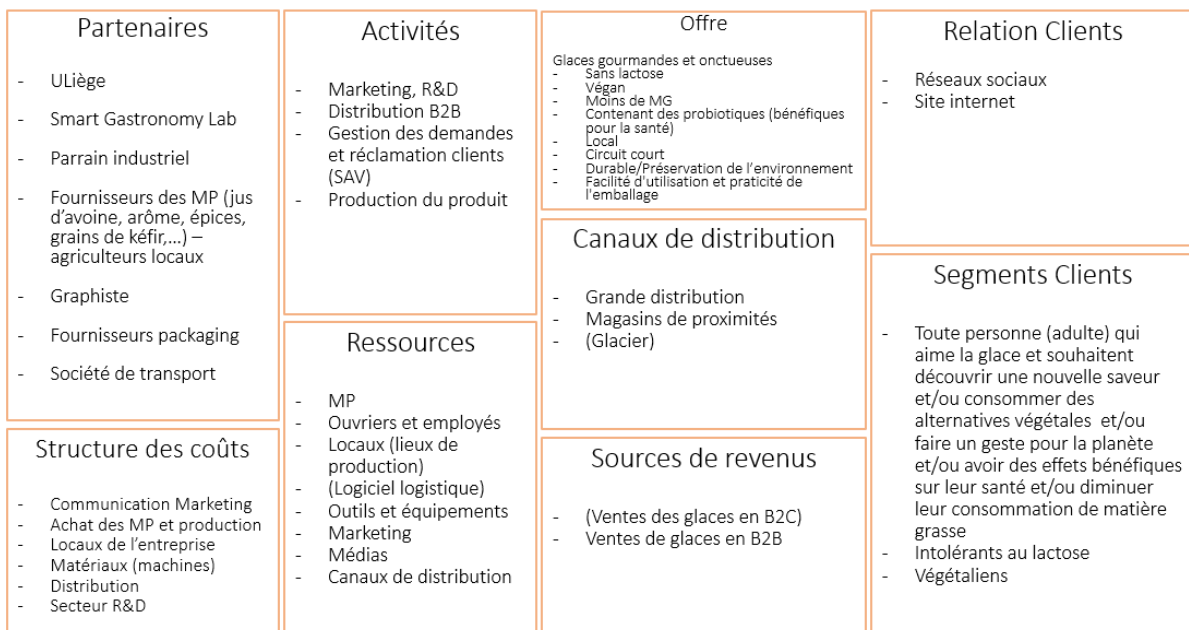 Partenaires
- ULiège
- Smart Gastronomy Lab
- Parrain industriel
- Fournisseurs des MP (jus
d'avoine, arôme, épices,
grains de kéfir,...) –
agriculteurs locaux
- Graphiste
- Fournisseurs packaging
- Société de transport
Structure des coûts
- Communication Marketing
- Achat des MP et production
- Locaux de l'entreprise
- Matériaux (machines)
- Distribution
- Secteur R&D
Activités
- Marketing, R&D
- Distribution B2B
- Gestion des demandes
et réclamation clients
(SAV)
- Production du produit
Ressources
- MP
- Ouvriers et employés
- Locaux (lieux de
production)
- (Logiciel logistique)
- Outils et équipements
- Marketing
- Médias
- Canaux de distribution
Offre
Glaces gourmandes et onctueuses
- Sans lactose
- Végan
- Moins de MG
- Contenant des probiotiques (bénéfiques
pour la santé)
- Local
- Circuit court
- Durable/Préservation de l'environnement
- Facilité d'utilisation et praticité de
l'emballage
Canaux de distribution
- Grande distribution
- Magasins de proximités
- (Glacier)
Sources de revenus
- (Ventes des glaces en B2C)
- Ventes de glaces en B2B
Relation Clients
- Réseaux sociaux
- Site internet
Segments Clients
- Toute personne (adulte) qui
aime la glace et souhaitent
découvrir une nouvelle saveur
et/ou consommer des
alternatives végétales et/ou
faire un geste pour la planète
et/ou avoir des effets bénéfiques
sur leur santé et/ou diminuer
leur consommation de matière
grasse
- Intolérants au lactose
- Végétaliens